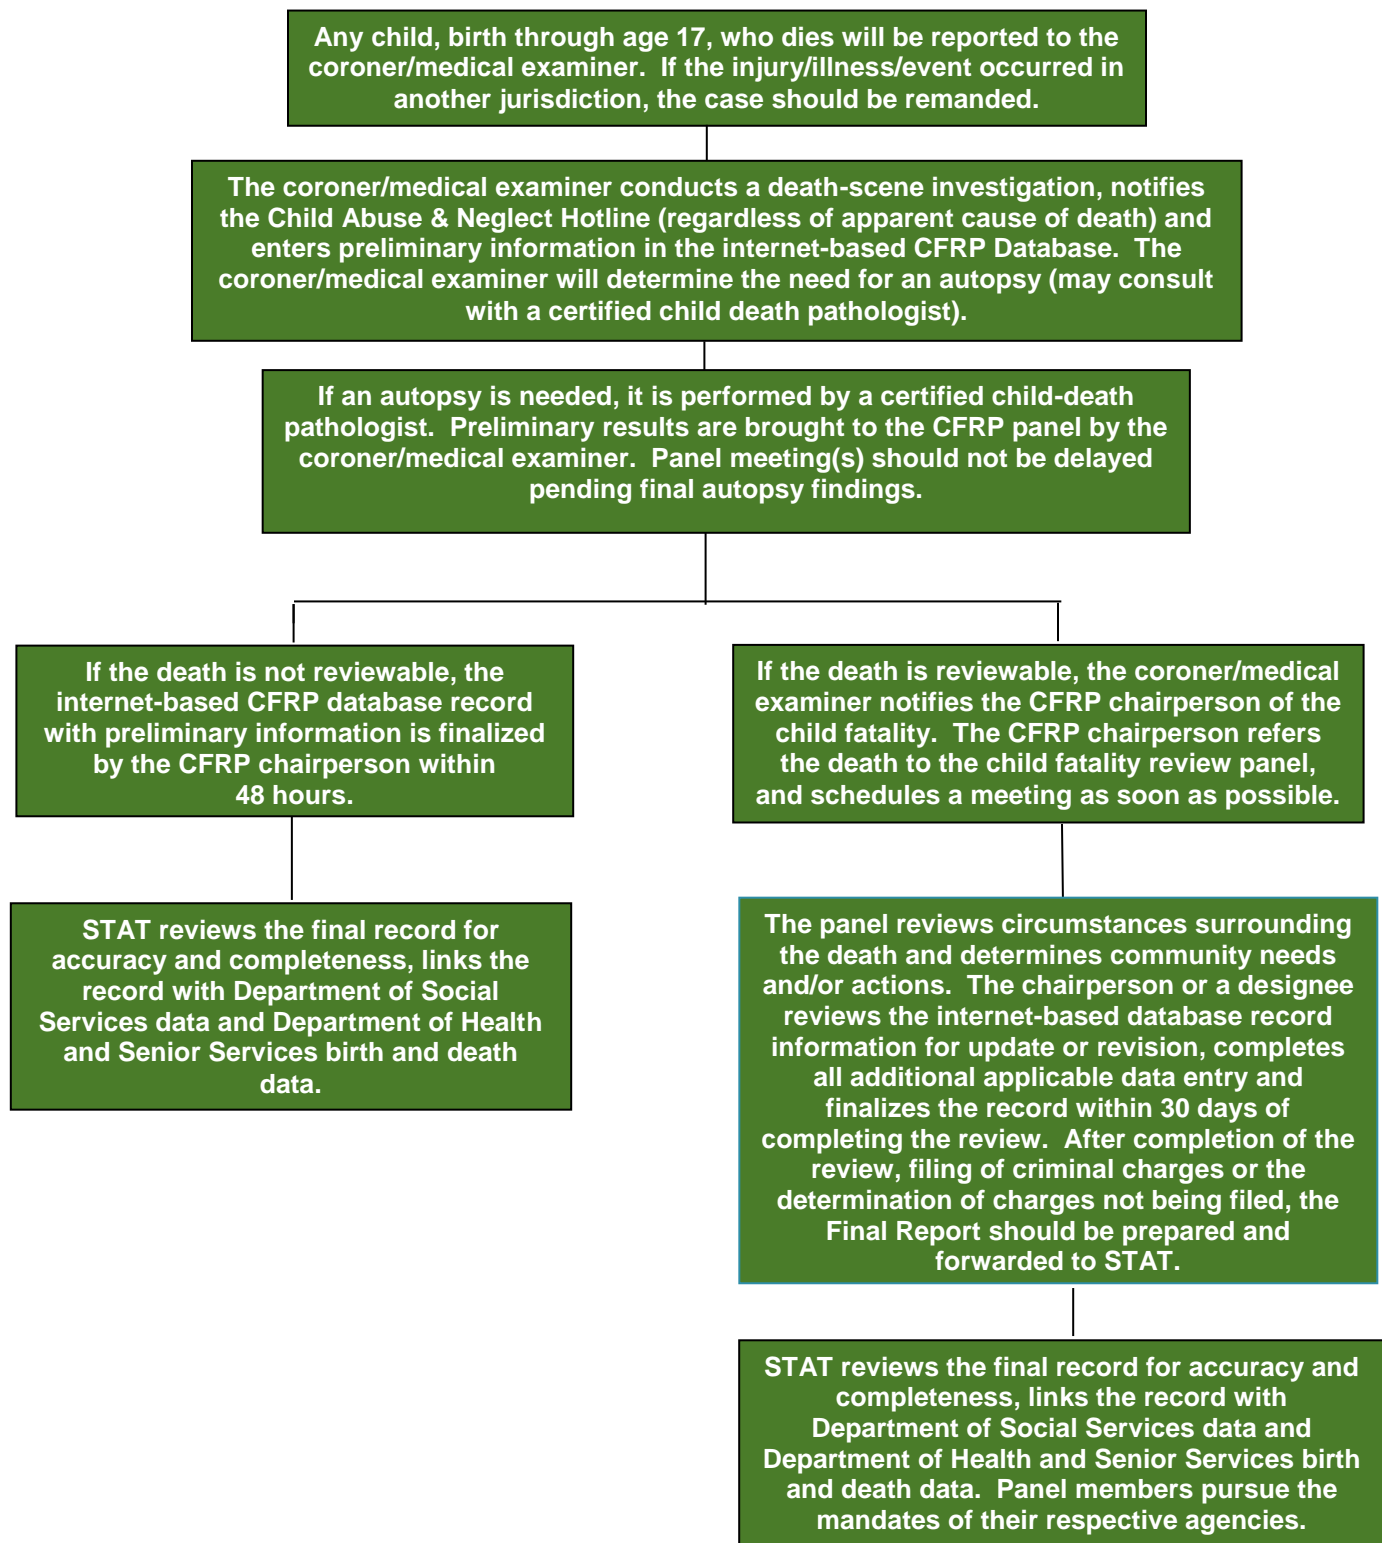 Any child, birth through age 17, who dies will be reported to the
coroner/medical examiner.  If the injury/illness/event occurred in
another jurisdiction, the case should be remanded.
The coroner/medical examiner conducts a death-scene investigation, notifies
the Child Abuse & Neglect Hotline (regardless of apparent cause of death) and
enters preliminary information in the internet-based CFRP Database.  The
coroner/medical examiner will determine the need for an autopsy (may consult
with a certified child death pathologist).
If an autopsy is needed, it is performed by a certified child-death
pathologist.  Preliminary results are brought to the CFRP panel by the
coroner/medical examiner.  Panel meeting(s) should not be delayed
pending final autopsy findings.
If the death is not reviewable, the
internet-based CFRP database record
with preliminary information is finalized
by the CFRP chairperson within
48 hours.
STAT reviews the final record for
accuracy and completeness, links the
record with Department of Social
Services data and Department of Health
and Senior Services birth and death
data.
If the death is reviewable, the coroner/medical
examiner notifies the CFRP chairperson of the
child fatality.  The CFRP chairperson refers
the death to the child fatality review panel,
and schedules a meeting as soon as possible.
The panel reviews circumstances surrounding
the death and determines community needs
and/or actions.  The chairperson or a designee
reviews the internet-based database record
information for update or revision, completes
all additional applicable data entry and
finalizes the record within 30 days of
completing the review.  After completion of the
review, filing of criminal charges or the
determination of charges not being filed, the
Final Report should be prepared and
forwarded to STAT.
STAT reviews the final record for accuracy and
completeness, links the record with
Department of Social Services data and
Department of Health and Senior Services birth
and death data.  Panel members pursue the
mandates of their respective agencies.